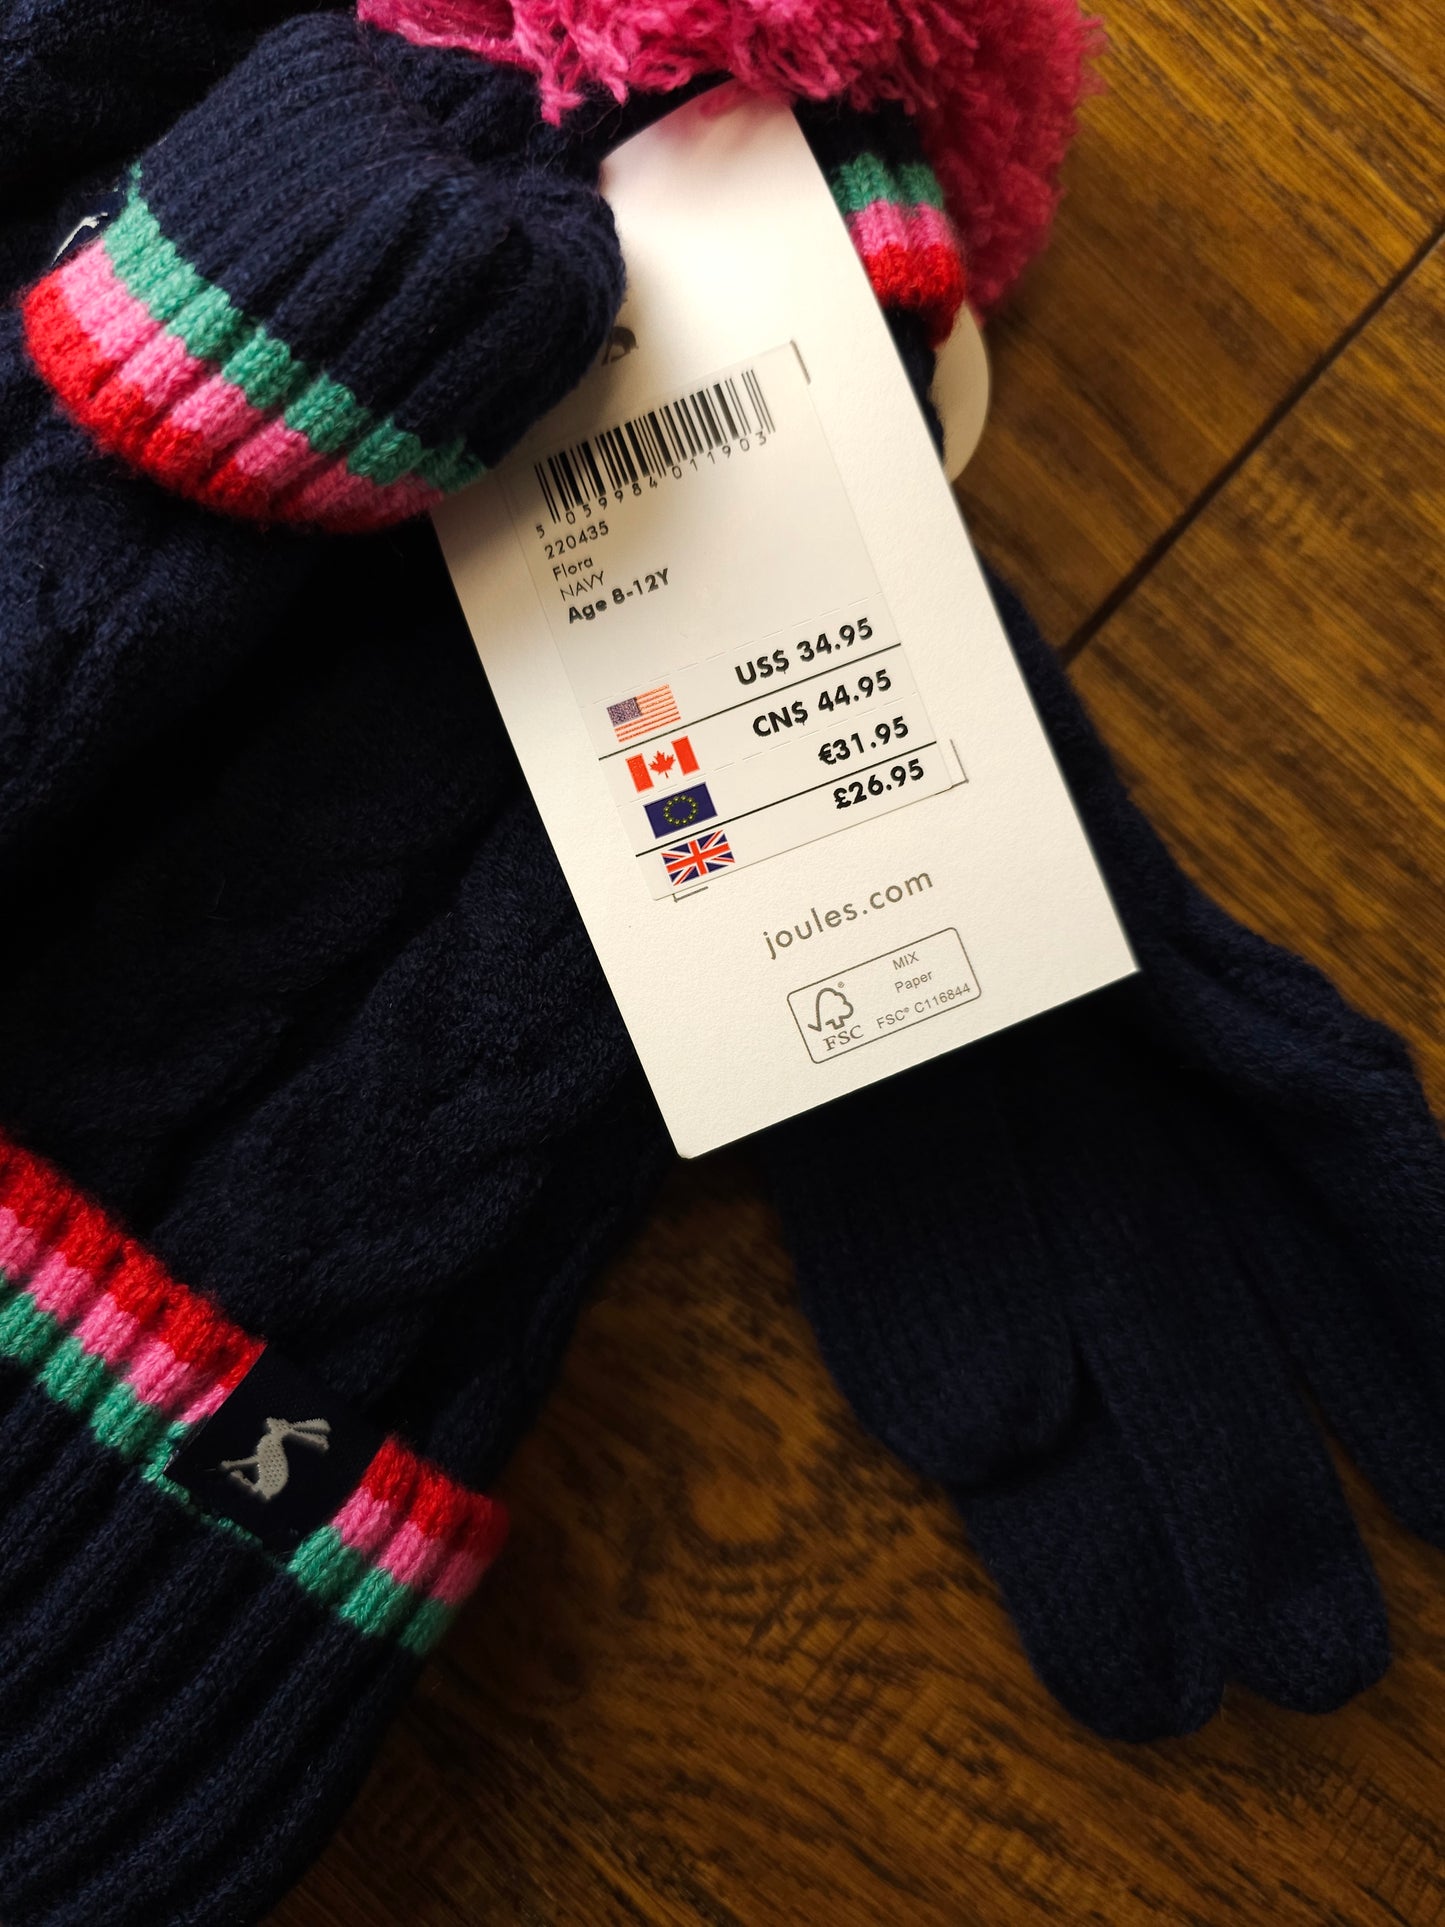 5 059984 011903
220435
Flora
NAVY
Age 8-12Y
US$ 34.95
CN$ 44.95
€31.95
£26.95
joules.com
MIX
Paper
FSC® C116844
®
FSC